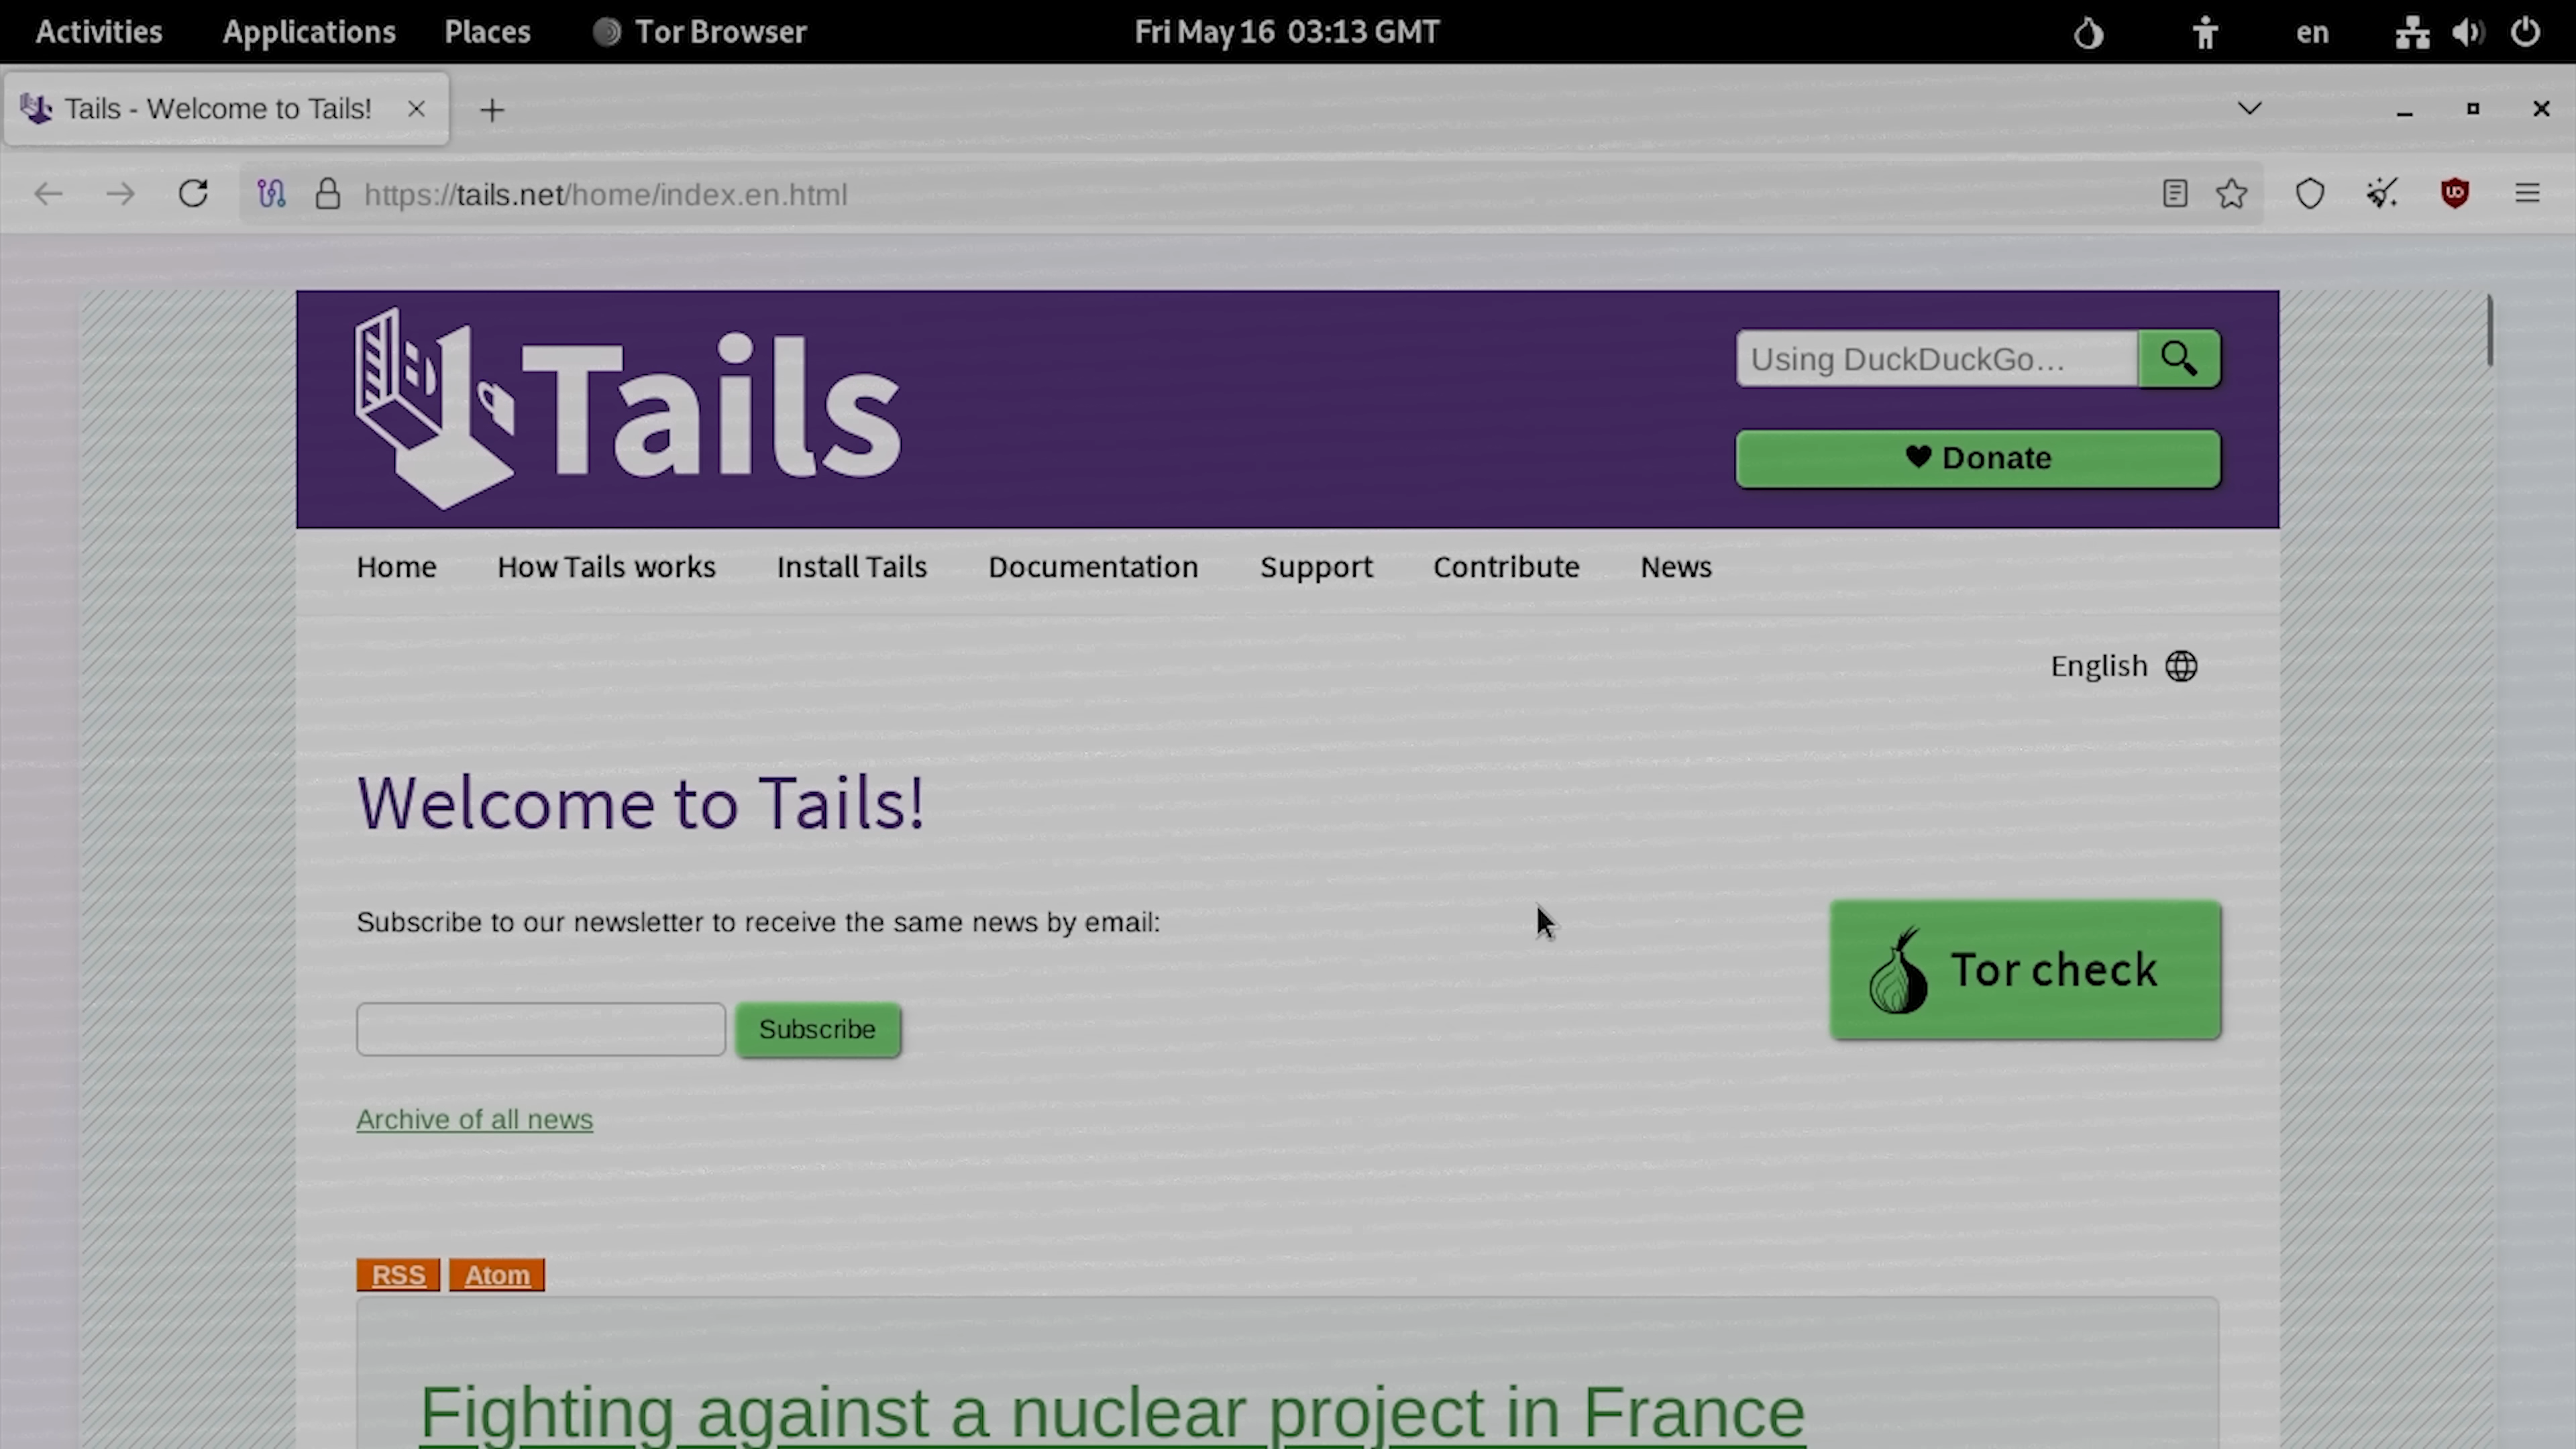 Activities Applications Places Tor Browser Fri May 16 03:13 GMT en
Tails - Welcome to Tails!
https://tails.net/home/index.en.html
Tails
Using DuckDuckGo...
Donate
Home How Tails works Install Tails Documentation Support Contribute News
English
Welcome to Tails!
Subscribe to our newsletter to receive the same news by email:
Tor check
Subscribe
Archive of all news
RSS Atom
Fighting against a nuclear project in France